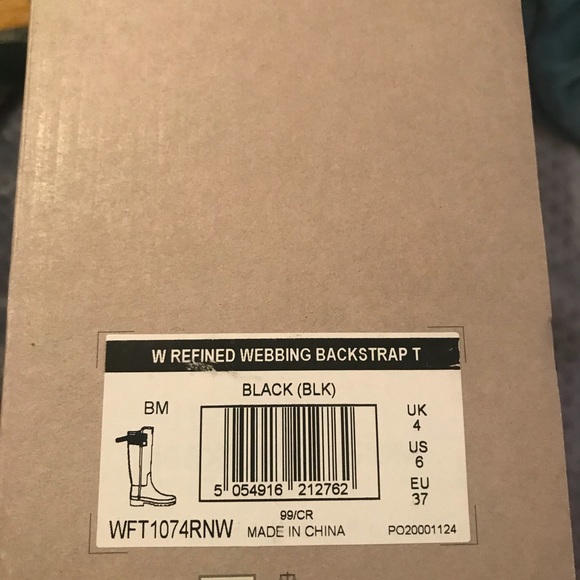 W REFINED WEBBING BACKSTRAP T
BLACK (BLK)
BM
UK
4
US
6
EU
37
5 054916 212762
99/CR
WFT1074RNW
MADE IN CHINA
PO20001124